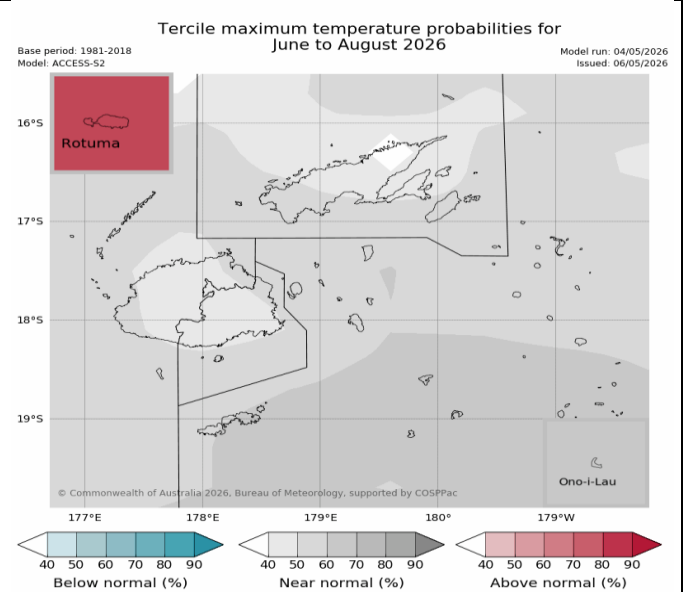 Tercile maximum temperature probabilities for
June to August 2026
Base period: 1981-2018
Model: ACCESS-S2
Model run: 04/05/2026
Issued: 06/05/2026
Rotuma
16°S
17°S
18°S
19°S
Ono-i-Lau
© Commonwealth of Australia 2026, Bureau of Meteorology, supported by COSPPac
177°E 178°E 179°E 180° 179°W
40 50 60 70 80 90 40 50 60 70 80 90 40 50 60 70 80 90
Below normal (%) Near normal (%) Above normal (%)